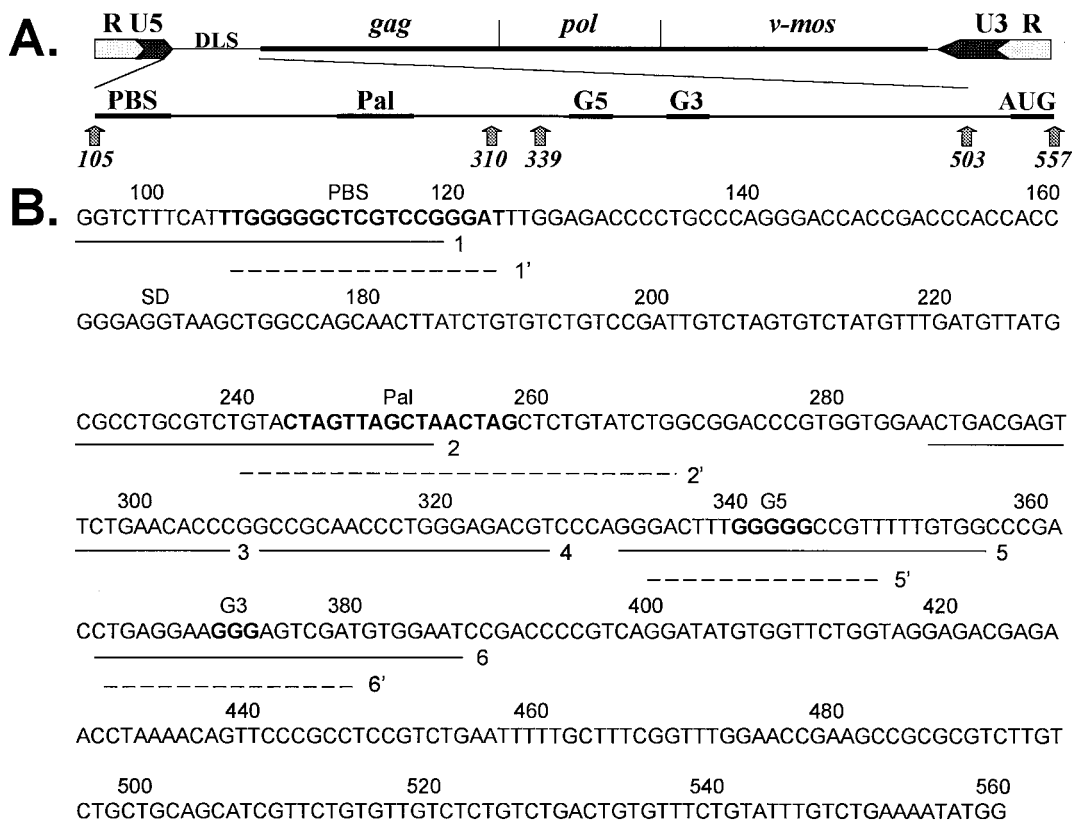 A.
R U5 DLS gag pol v-mos U3 R
PBS Pal G5 G3 AUG
105 310 339 503 557
B.
100 PBS 120 140 160
GGTCTTTCATTTGGGGGCTCGTCCGGGATTTGGAGACCCCTGCCCAGGGACCACCGACCCACCACC
1
1'
SD 180 200 220
GGGAGGTAAGCTGGCCAGCAACTTATCTGTGTCTGTCCGATTGTCTAGTGTCTATGTTTGATGTTATG
240 Pal 260 280
CGCCTGCGTCTGTACTAGTTAGCTAACTAGCTCTGTATCTGGCGGACCCGTGGTGGAACTGACGAGT
2
2'
300 320 340 G5 360
TCTGAACACCCGGCCGCAACCCTGGGAGACGTCCCAGGGACTTTGGGGGCCGTTTTTGTGGCCCGA
3 4 5
5'
G3 380 400 420
CCTGAGGAAGGGAGTCGATGTGGAATCCGACCCCGTCAGGATATGTGGTTCTGGTAGGAGACGAGA
6
6'
440 460 480
ACCTAAAACAGTTCCCGCCTCCGTCTGAATTTTTGCTTTCGGTTTGGAACCGAAGCCGCGCGTCTTGT
500 520 540 560
CTGCTGCAGCATCGTTCTGTGTTGTCTCTGTCTGACTGTGTTTCTGTATTTGTCTGAAAATATGG